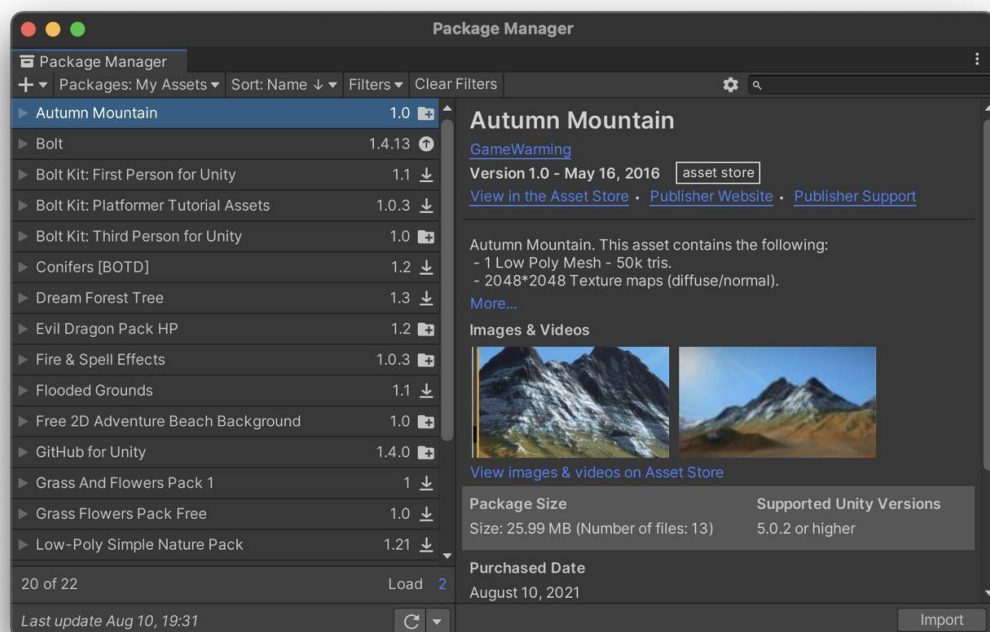 Package Manager
Package Manager
Packages: My Assets Sort: Name ↓ Filters Clear Filters
Autumn Mountain 1.0
Bolt 1.4.13
Bolt Kit: First Person for Unity 1.1
Bolt Kit: Platformer Tutorial Assets 1.0.3
Bolt Kit: Third Person for Unity 1.0
Conifers [BOTD] 1.2
Dream Forest Tree 1.3
Evil Dragon Pack HP 1.2
Fire & Spell Effects 1.0.3
Flooded Grounds 1.1
Free 2D Adventure Beach Background 1.0
GitHub for Unity 1.4.0
Grass And Flowers Pack 1 1
Grass Flowers Pack Free 1.0
Low-Poly Simple Nature Pack 1.21
20 of 22 Load 2
Last update Aug 10, 19:31
Autumn Mountain
GameWarming
Version 1.0 - May 16, 2016 asset store
View in the Asset Store • Publisher Website • Publisher Support
Autumn Mountain. This asset contains the following:
- 1 Low Poly Mesh - 50k tris.
- 2048*2048 Texture maps (diffuse/normal).
More...
Images & Videos
View images & videos on Asset Store
Package Size Supported Unity Versions
Size: 25.99 MB (Number of files: 13) 5.0.2 or higher
Purchased Date
August 10, 2021
Import